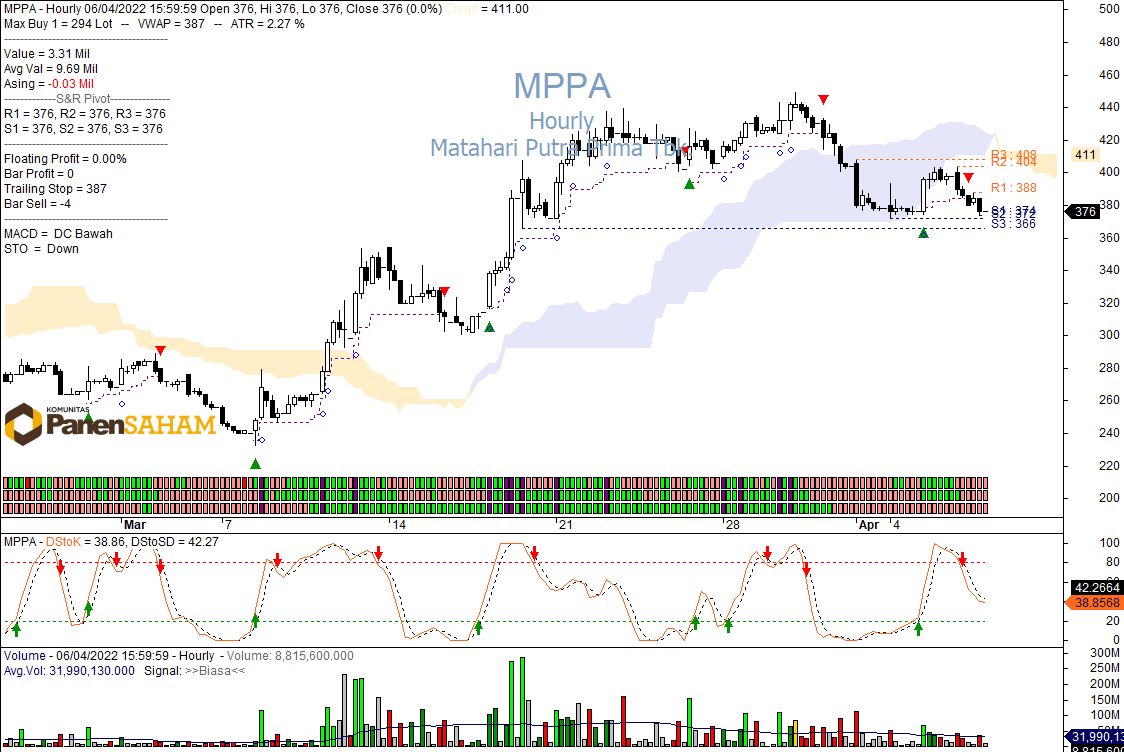 MPPA - Hourly 06/04/2022 15:59:59 Open 376, Hi 376, Lo 376, Close 376 (0.0%) Cloud = 411.00
Max Buy 1 = 294 Lot -- VWAP = 387 -- ATR = 2.27 %
Value = 3.31 Mil
Avg Val = 9.69 Mil
Asing = -0.03 Mil
-------------S&R Pivot---------------
R1 = 376, R2 = 376, R3 = 376
S1 = 376, S2 = 376, S3 = 376
Floating Profit = 0.00%
Bar Profit = 0
Trailing Stop = 387
Bar Sell = -4
MACD = DC Bawah
STO = Down
MPPA
Hourly
Matahari Putra Prima Tbk
KOMUNITAS
PanenSAHAM
R3 : 408
R2 : 404
R1 : 388
S1 : 374
S2 : 372
S3 : 366
500
480
460
440
420
411
400
380
376
360
340
320
300
280
260
240
220
200
Mar 7 14 21 28 Apr 4
MPPA - DStoK = 38.86, DStoSD = 42.27
100
80
42.2664
38.8568
20
0
Volume - 06/04/2022 15:59:59 - Hourly - Volume: 8,815,600.000
Avg.Vol: 31,990,130.000 Signal: >>Biasa<<
300M
250M
200M
150M
100M